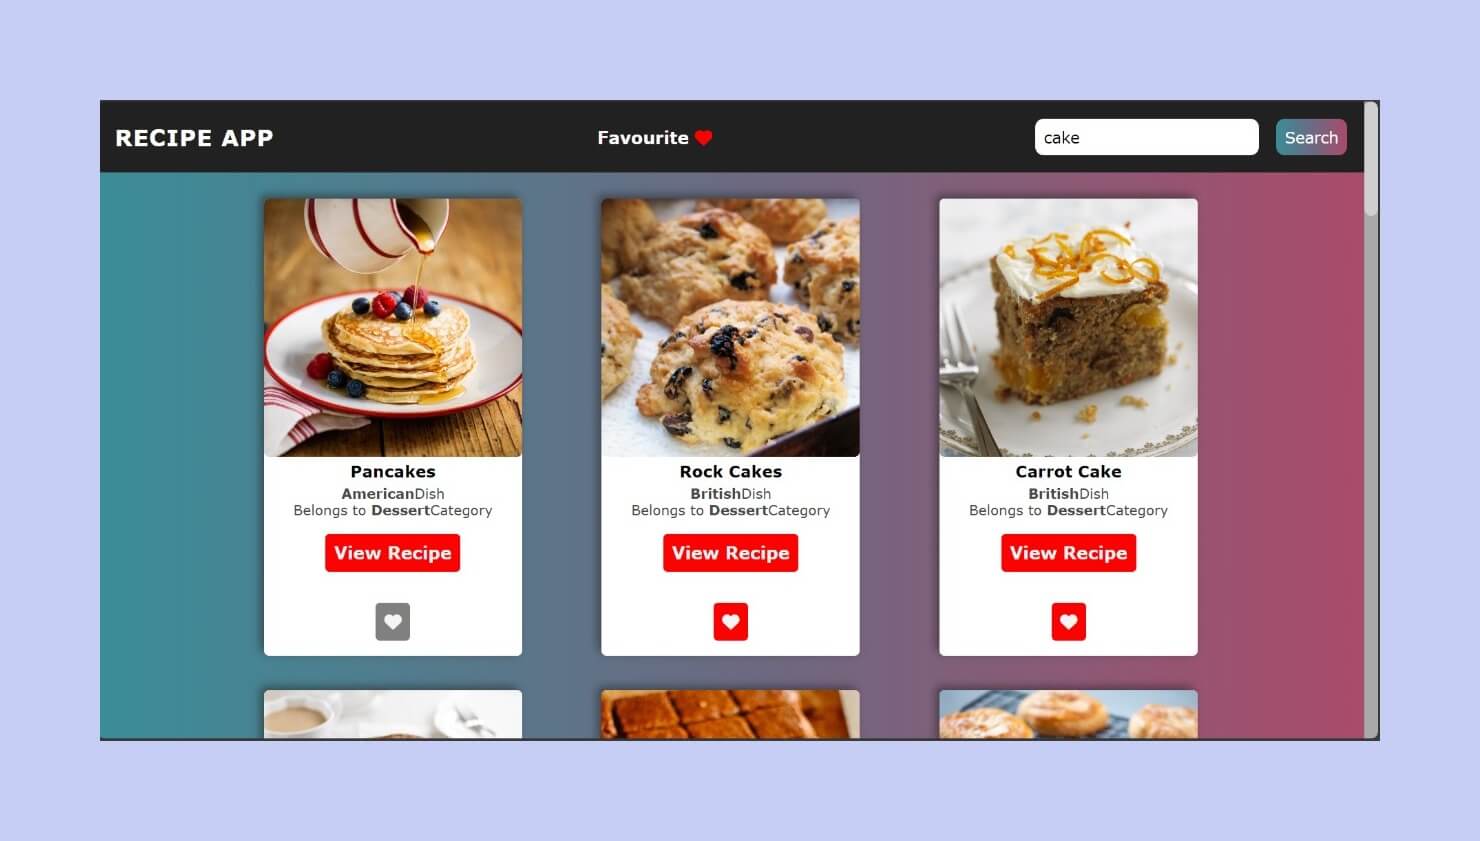 RECIPE APP
Favourite
cake
Search
Pancakes
AmericanDish
Belongs to DessertCategory
View Recipe
Rock Cakes
BritishDish
Belongs to DessertCategory
View Recipe
Carrot Cake
BritishDish
Belongs to DessertCategory
View Recipe